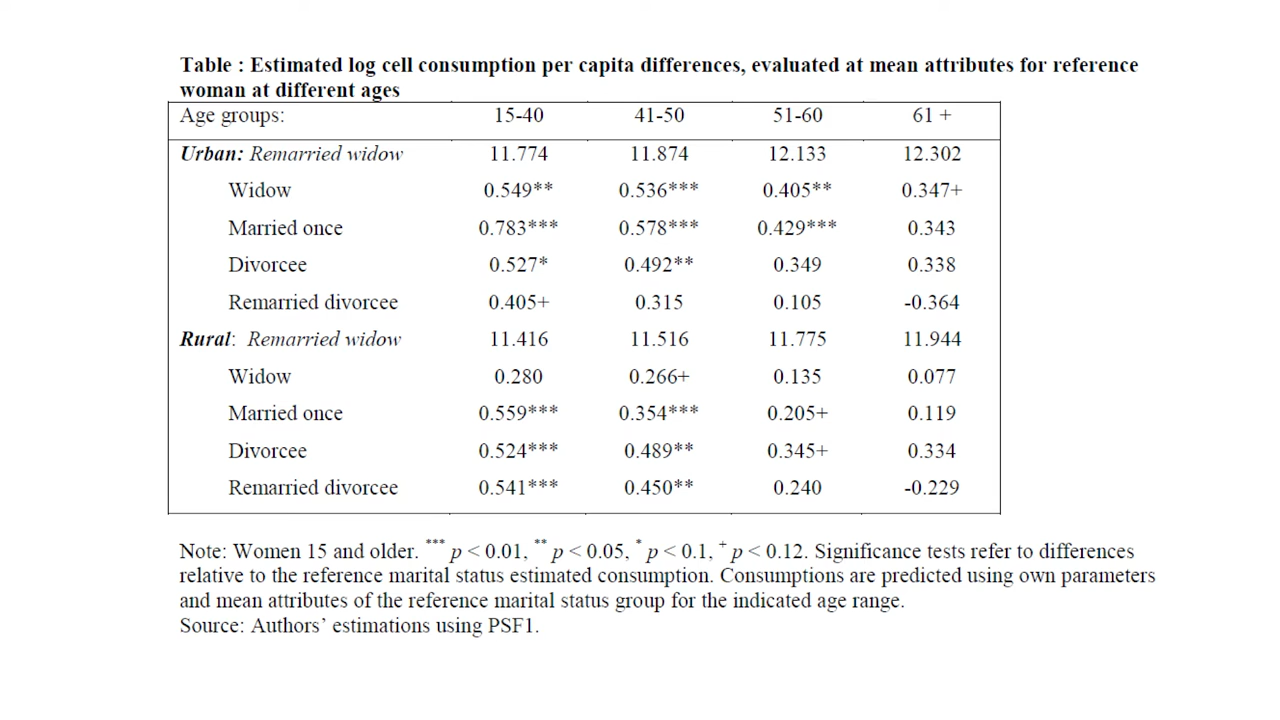 Table : Estimated log cell consumption per capita differences, evaluated at mean attributes for reference
woman at different ages
Age groups: 15-40 41-50 51-60 61 +
Urban: Remarried widow 11.774 11.874 12.133 12.302
Widow 0.549** 0.536*** 0.405** 0.347+
Married once 0.783*** 0.578*** 0.429*** 0.343
Divorcee 0.527* 0.492** 0.349 0.338
Remarried divorcee 0.405+ 0.315 0.105 -0.364
Rural: Remarried widow 11.416 11.516 11.775 11.944
Widow 0.280 0.266+ 0.135 0.077
Married once 0.559*** 0.354*** 0.205+ 0.119
Divorcee 0.524*** 0.489** 0.345+ 0.334
Remarried divorcee 0.541*** 0.450** 0.240 -0.229
Note: Women 15 and older. *** p < 0.01, ** p < 0.05, * p < 0.1, + p < 0.12. Significance tests refer to differences
relative to the reference marital status estimated consumption. Consumptions are predicted using own parameters
and mean attributes of the reference marital status group for the indicated age range.
Source: Authors’ estimations using PSF1.